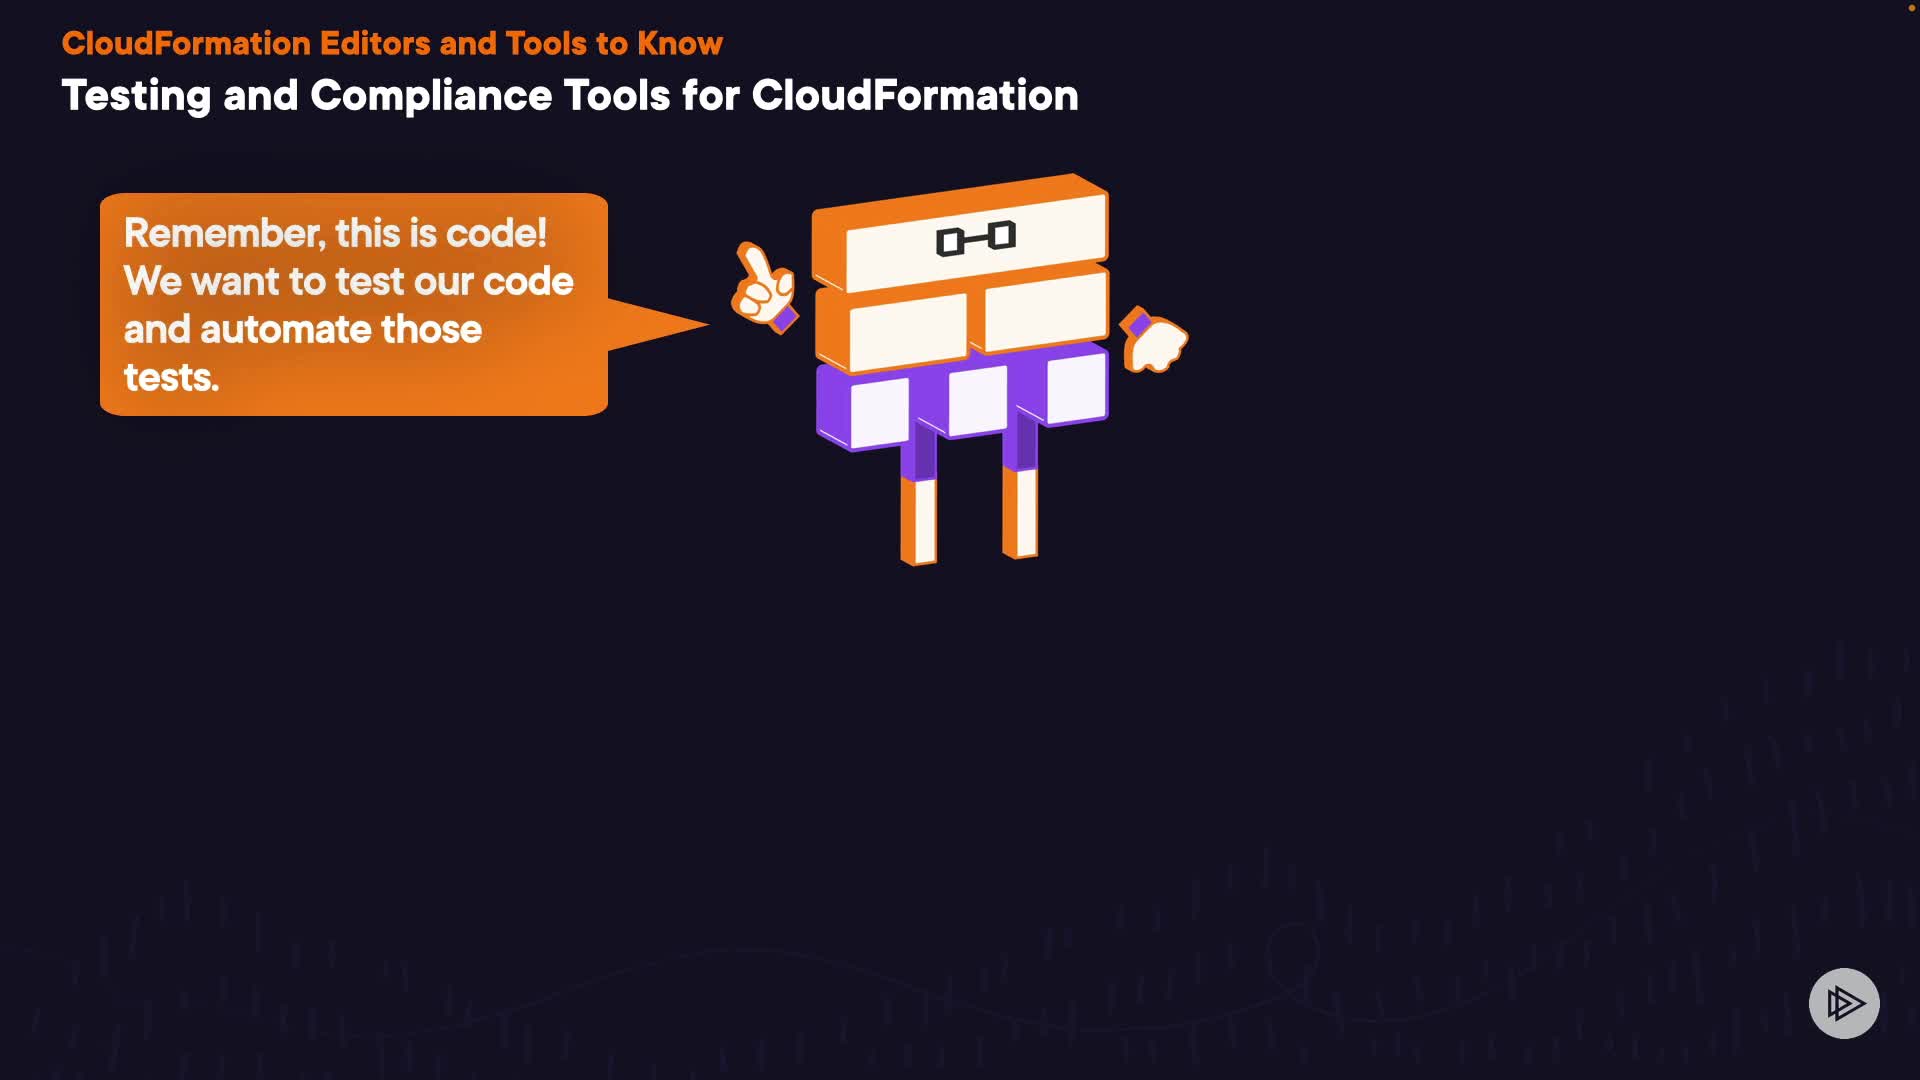 CloudFormation Editors and Tools to Know
Testing and Compliance Tools for CloudFormation
Remember, this is code!
We want to test our code
and automate those
tests.